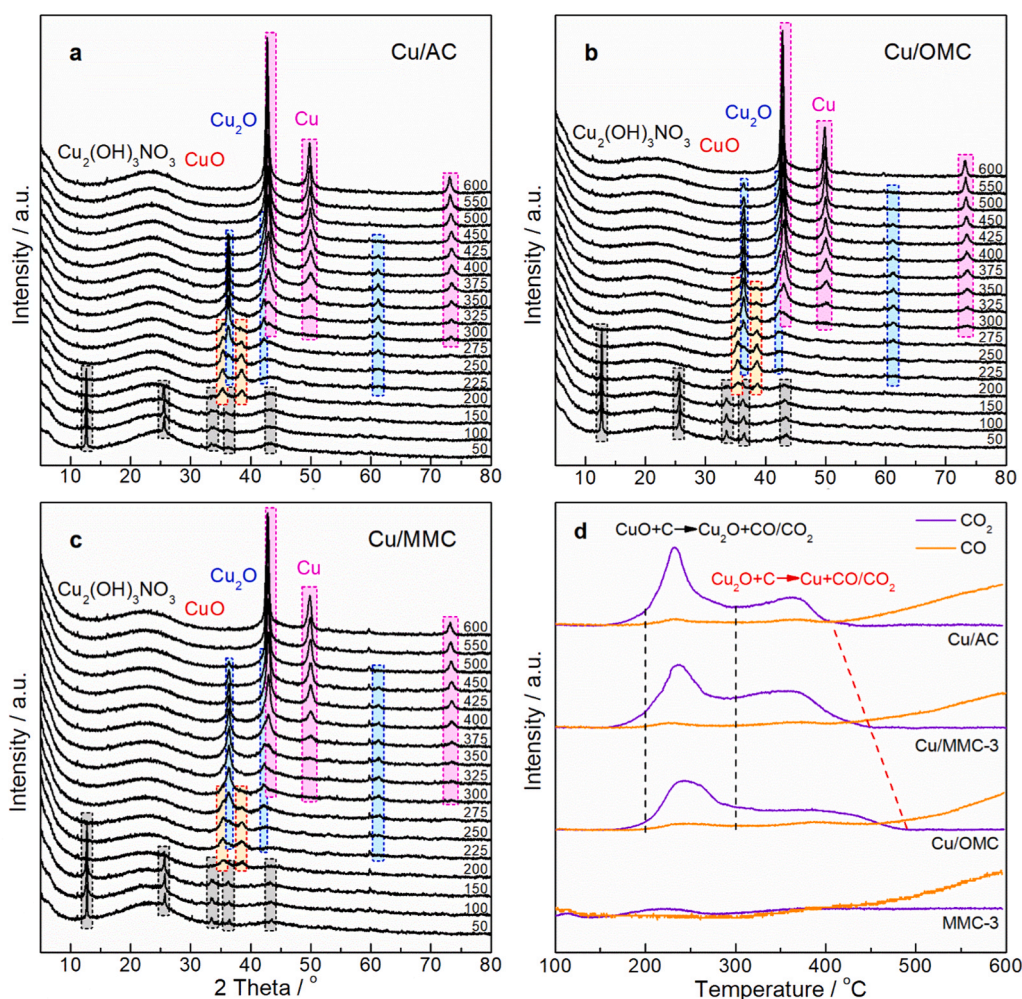 a
Cu/AC
Cu₂(OH)₃NO₃
CuO
Cu₂O
Cu
600
550
500
450
425
400
375
350
325
300
275
250
225
200
150
100
50
Intensity / a.u.
10 20 30 40 50 60 70 80
b
Cu/OMC
Cu₂(OH)₃NO₃
CuO
Cu₂O
Cu
600
550
500
450
425
400
375
350
325
300
275
250
225
200
150
100
50
Intensity / a.u.
10 20 30 40 50 60 70 80
c
Cu/MMC
Cu₂(OH)₃NO₃
CuO
Cu₂O
Cu
600
550
500
450
425
400
375
350
325
300
275
250
225
200
150
100
50
Intensity / a.u.
10 20 30 40 50 60 70 80
2 Theta / °
d
CuO+C→Cu₂O+CO/CO₂
CO₂
CO
Cu₂O+C→Cu+CO/CO₂
Cu/AC
Cu/MMC-3
Cu/OMC
MMC-3
Intensity / a.u.
100 200 300 400 500 600
Temperature / °C